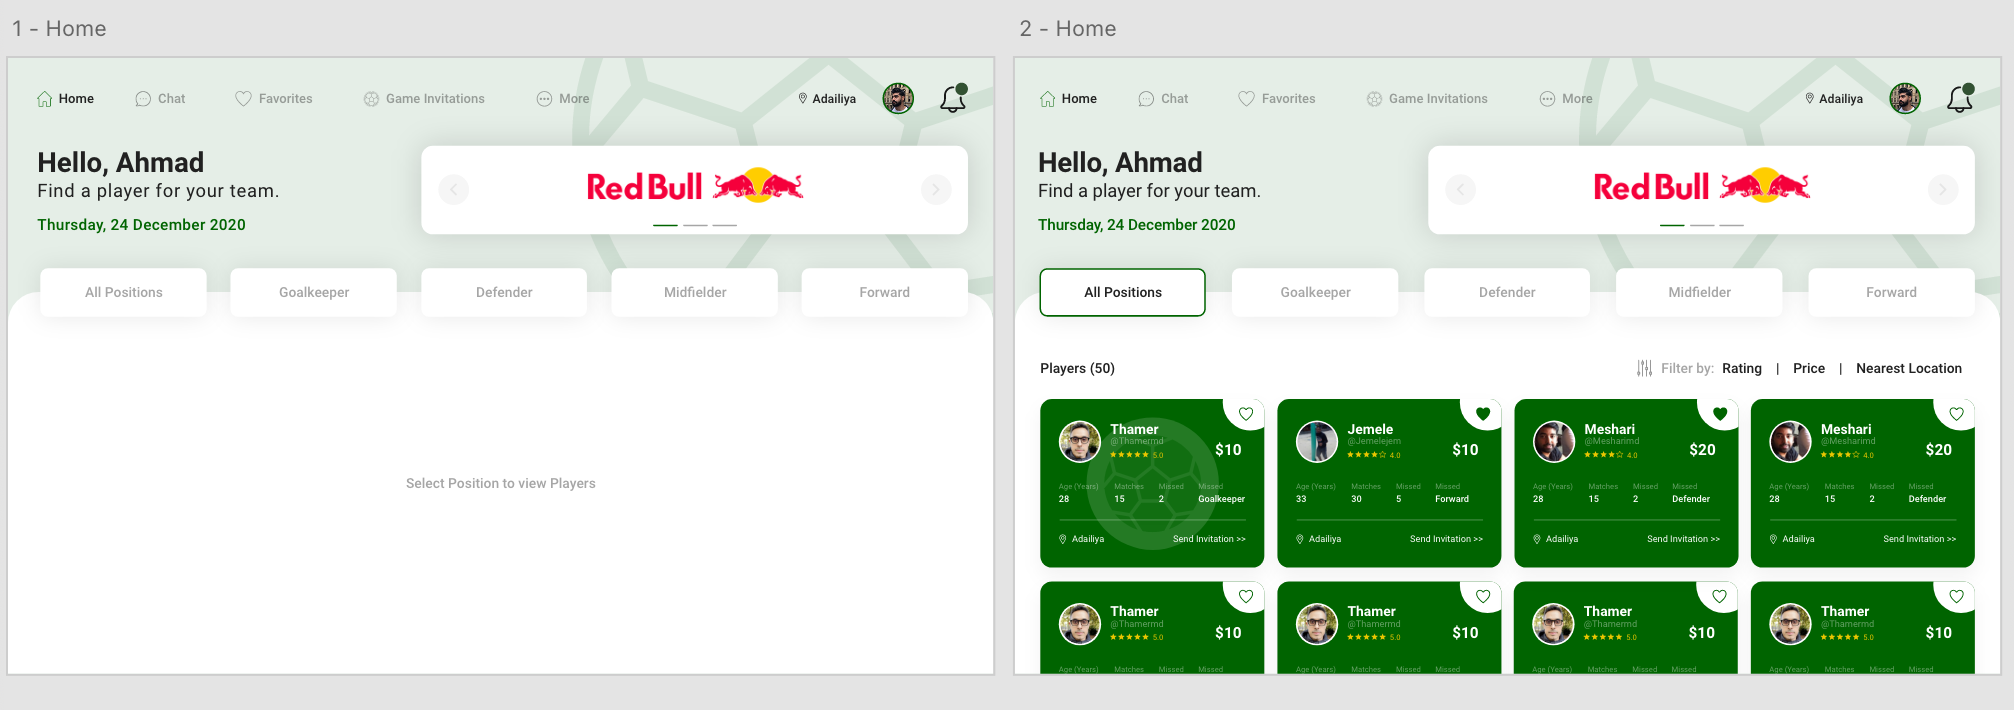 1 - Home
Home
Chat
Favorites
Game Invitations
More
Adailiya
Hello, Ahmad
Find a player for your team.
Thursday, 24 December 2020
Red Bull
All Positions
Goalkeeper
Defender
Midfielder
Forward
Select Position to view Players
2 - Home
Home
Chat
Favorites
Game Invitations
More
Adailiya
Hello, Ahmad
Find a player for your team.
Thursday, 24 December 2020
Red Bull
All Positions
Goalkeeper
Defender
Midfielder
Forward
Players (50)
Filter by: Rating | Price | Nearest Location
Thamer
@Thamermd
5.0
$10
Age (Years) Matches Missed Missed
28 15 2 Goalkeeper
Adailiya Send Invitation >>
Jemele
@Jemelejem
4.0
$10
Age (Years) Matches Missed Missed
33 30 5 Forward
Adailiya Send Invitation >>
Meshari
@Mesharimd
4.0
$20
Age (Years) Matches Missed Missed
28 15 2 Defender
Adailiya Send Invitation >>
Meshari
@Mesharimd
4.0
$20
Age (Years) Matches Missed Missed
28 15 2 Defender
Adailiya Send Invitation >>
Thamer
@Thamermd
5.0
$10
Age (Years) Matches Missed Missed
Thamer
@Thamermd
5.0
$10
Age (Years) Matches Missed Missed
Thamer
@Thamermd
5.0
$10
Age (Years) Matches Missed Missed
Thamer
@Thamermd
5.0
$10
Age (Years) Matches Missed Missed